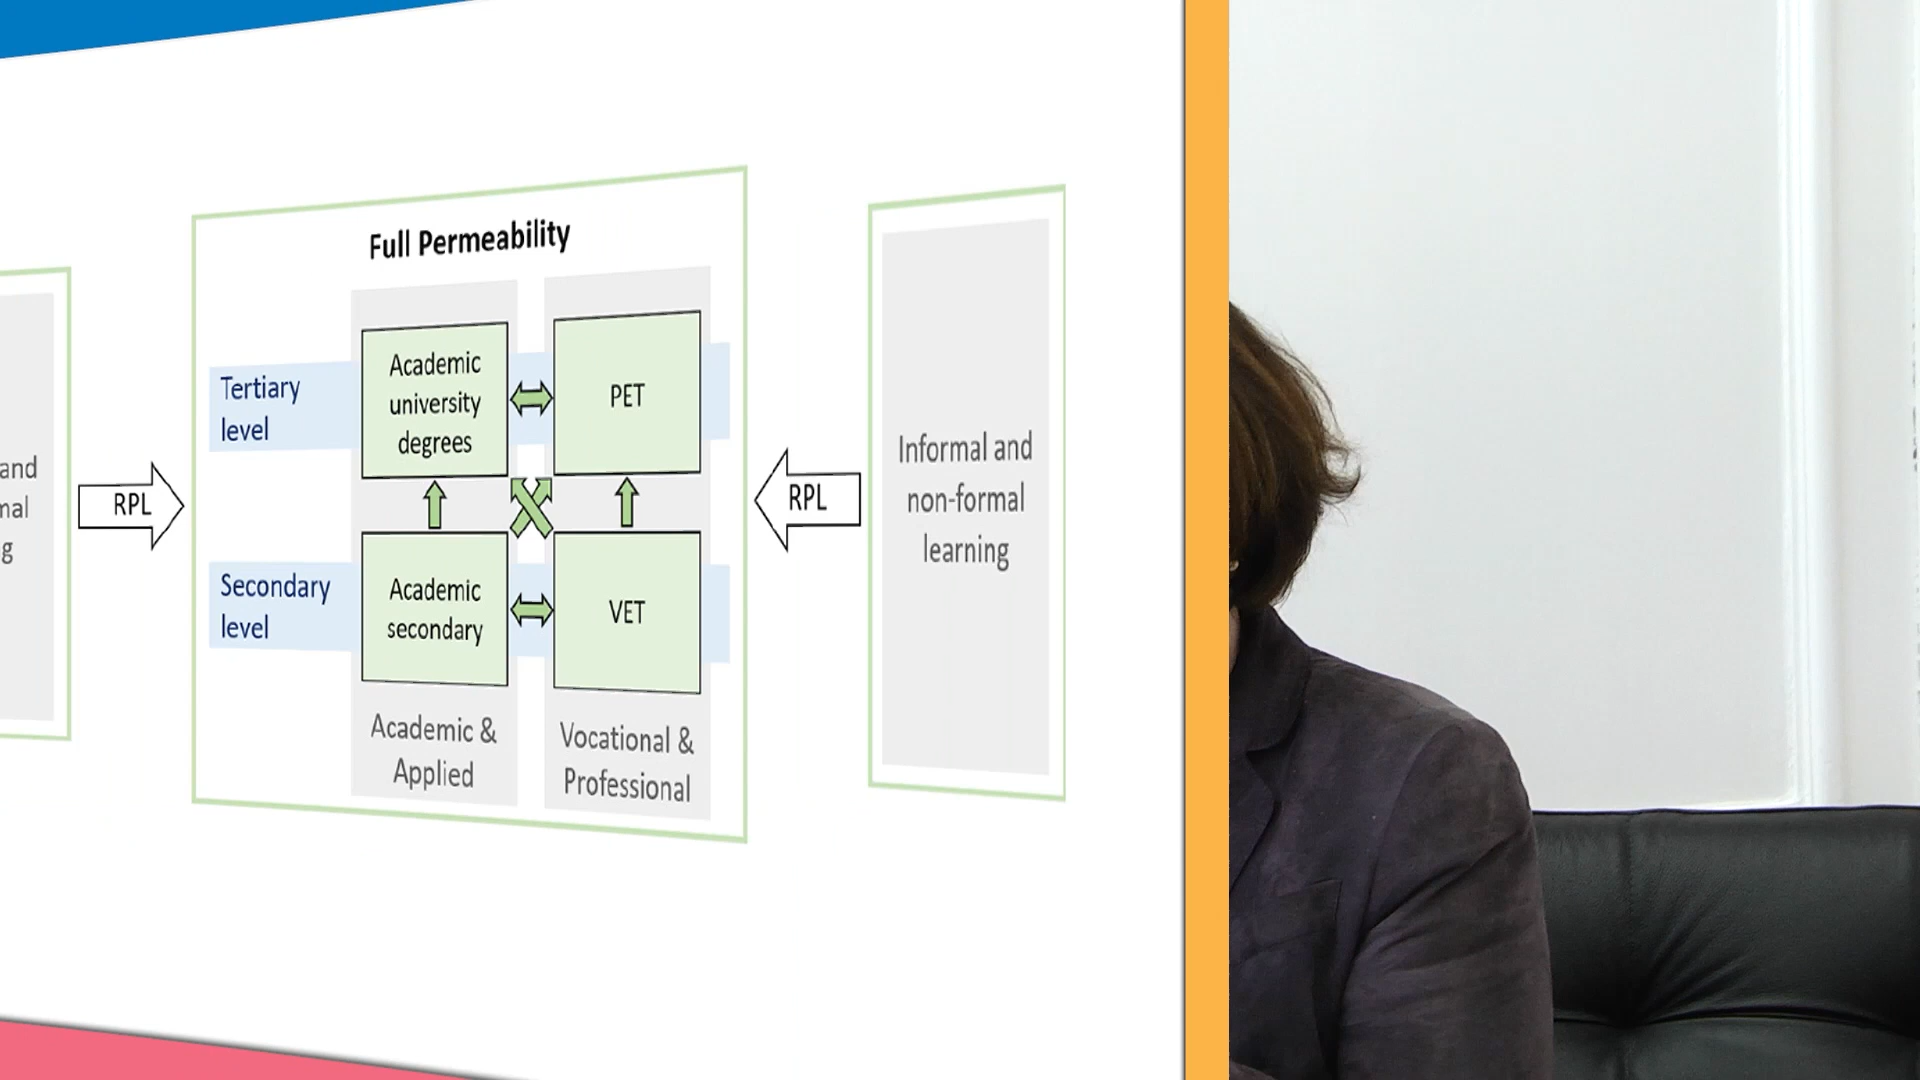 and
RPL
Full Permeability
Tertiary
level
Academic
university
degrees
PET
Secondary
level
Academic
secondary
VET
Academic &
Applied
Vocational &
Professional
RPL
Informal and
non-formal
learning